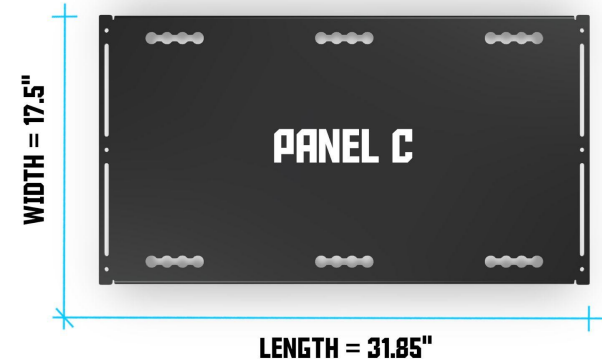 WIDTH = 17.5"
PANEL C
LENGTH = 31.85"